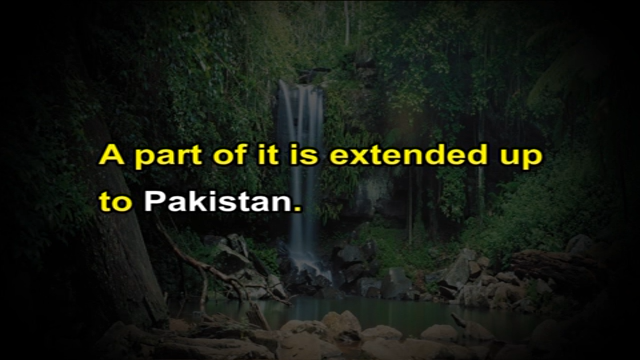 A part of it is extended up
to Pakistan.